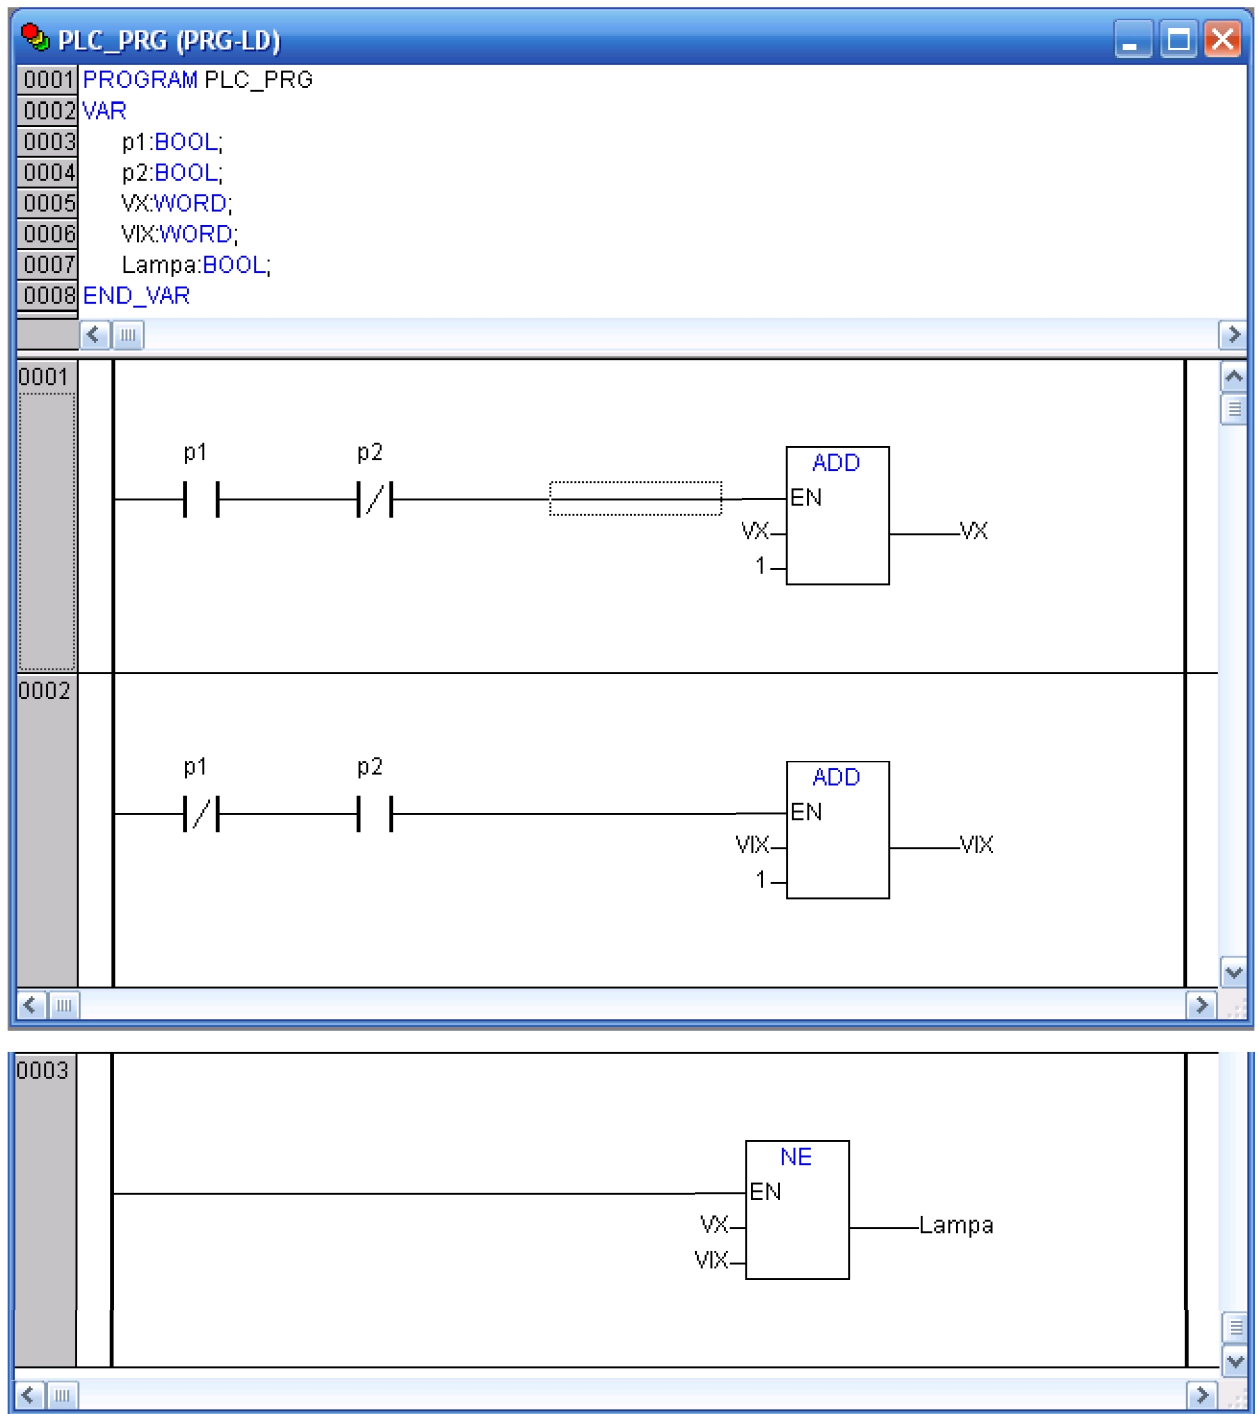 PLC_PRG (PRG-LD)
0001 PROGRAM PLC_PRG
0002 VAR
0003 p1:BOOL;
0004 p2:BOOL;
0005 VX:WORD;
0006 VIX:WORD;
0007 Lampa:BOOL;
0008 END_VAR
0001
p1 p2 ADD
EN
VX VX
1
0002
p1 p2 ADD
EN
VIX VIX
1
0003
NE
EN
VX Lampa
VIX